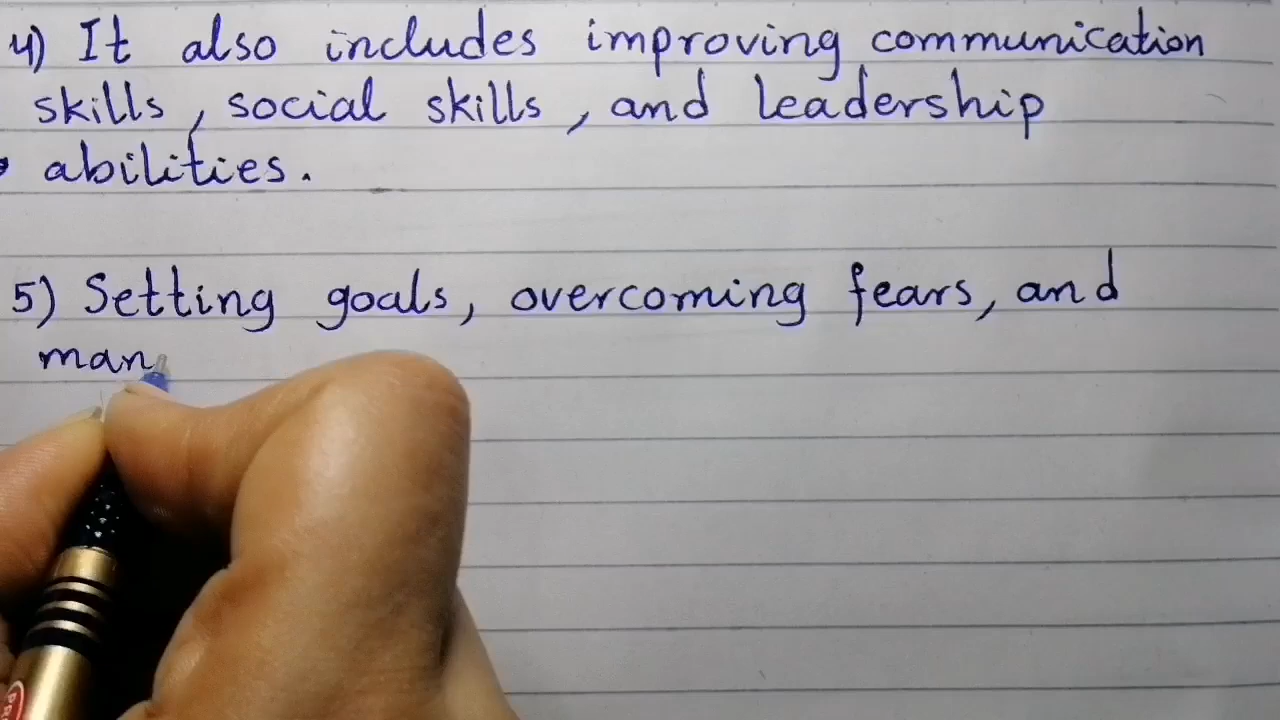 4) It also includes improving communication
skills, social skills, and leadership
abilities.
5) Setting goals, overcoming fears, and
man